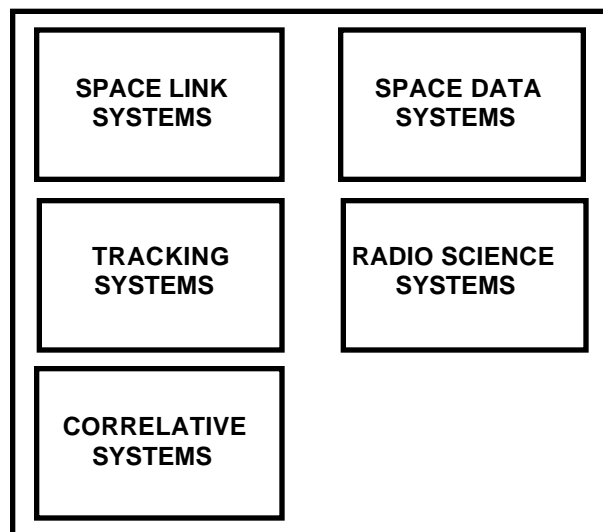 SPACE LINK
SYSTEMS
SPACE DATA
SYSTEMS
TRACKING
SYSTEMS
RADIO SCIENCE
SYSTEMS
CORRELATIVE
SYSTEMS